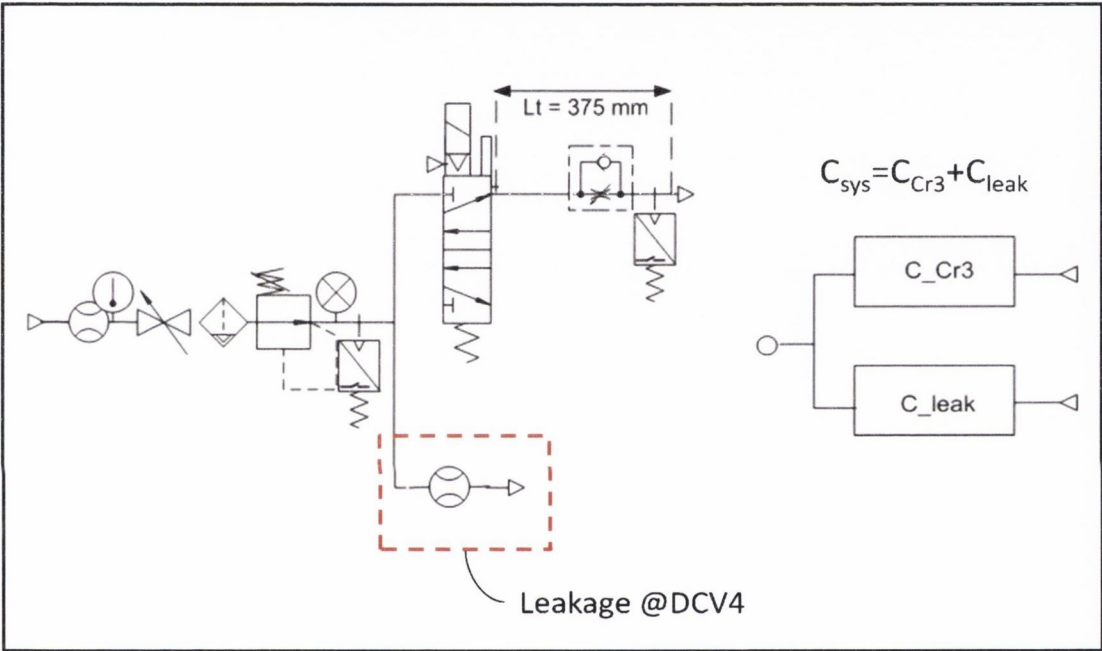 Lt = 375 mm
Csys=CCr3+Cleak
C_Cr3
C_leak
Leakage @DCV4